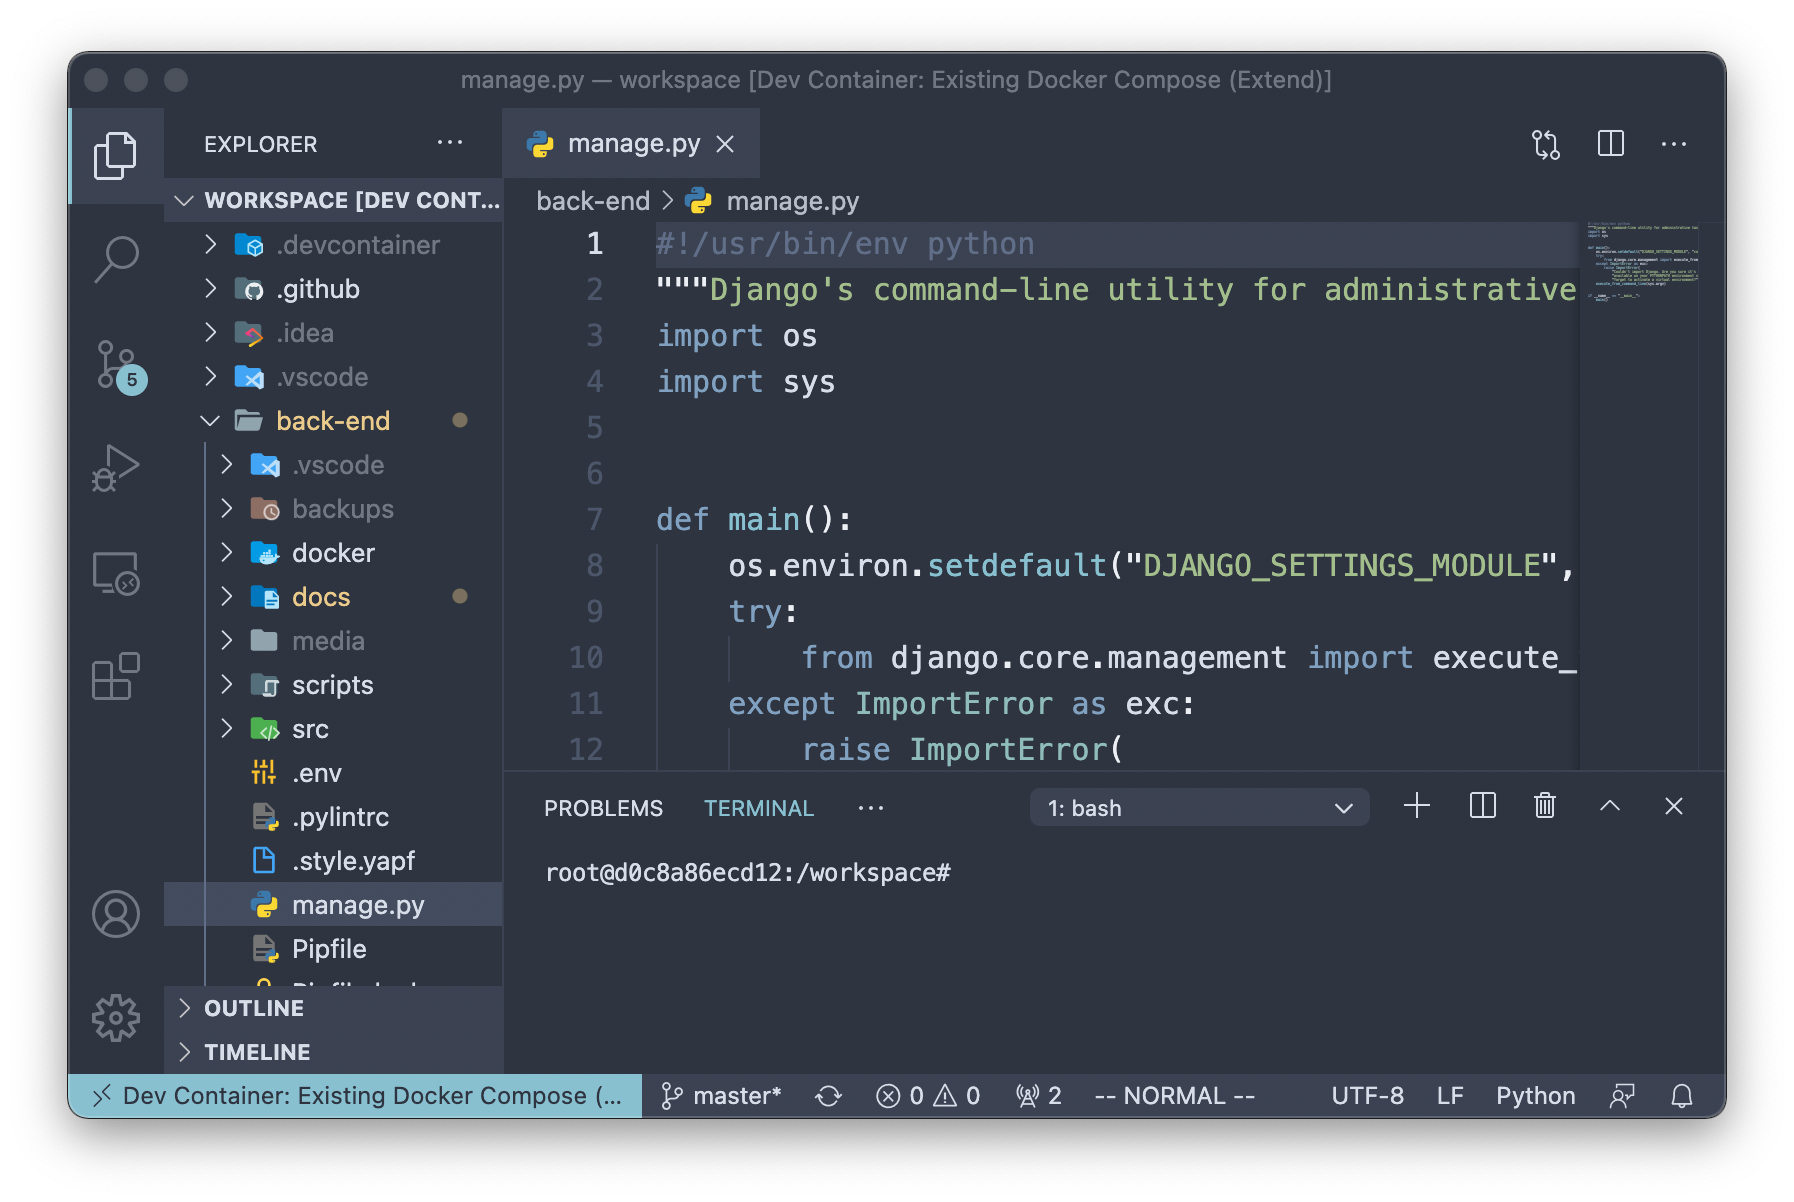 manage.py — workspace [Dev Container: Existing Docker Compose (Extend)]
EXPLORER
WORKSPACE [DEV CONT...
.devcontainer
.github
.idea
.vscode
back-end
.vscode
backups
docker
docs
media
scripts
src
.env
.pylintrc
.style.yapf
manage.py
Pipfile
OUTLINE
TIMELINE
5
manage.py
back-end > manage.py
1 #!/usr/bin/env python
2 """Django's command-line utility for administrative
3 import os
4 import sys
5
6
7 def main():
8 os.environ.setdefault("DJANGO_SETTINGS_MODULE",
9 try:
10 from django.core.management import execute_
11 except ImportError as exc:
12 raise ImportError(
PROBLEMS TERMINAL ··· 1: bash
root@d0c8a86ecd12:/workspace#
Dev Container: Existing Docker Compose (... master* 0 0 2 -- NORMAL -- UTF-8 LF Python